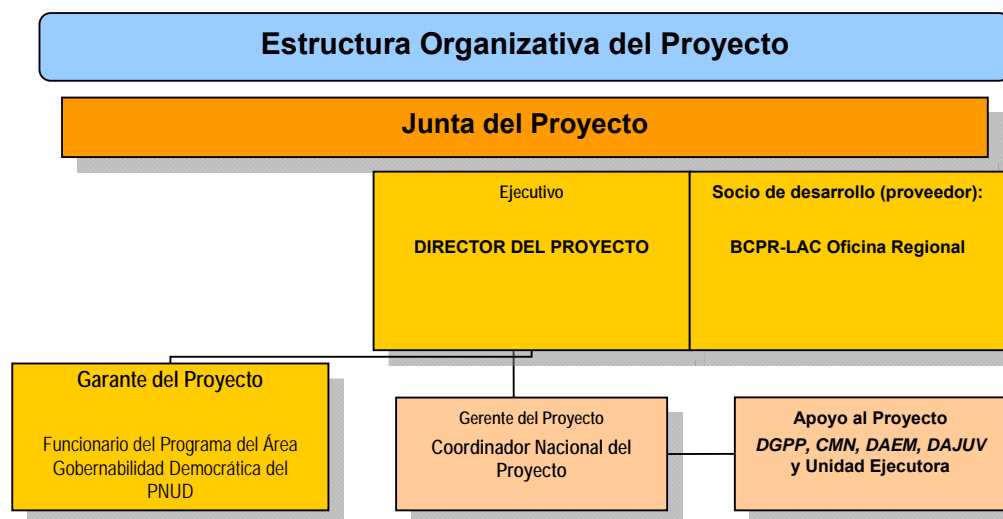 Estructura Organizativa del Proyecto
Junta del Proyecto
Ejecutivo
DIRECTOR DEL PROYECTO
Socio de desarrollo (proveedor):
BCPR-LAC Oficina Regional
Garante del Proyecto
Funcionario del Programa del Área
Gobernabilidad Democrática del
PNUD
Gerente del Proyecto
Coordinador Nacional del
Proyecto
Apoyo al Proyecto
DGPP, CMN, DAEM, DAJUV
y Unidad Ejecutora